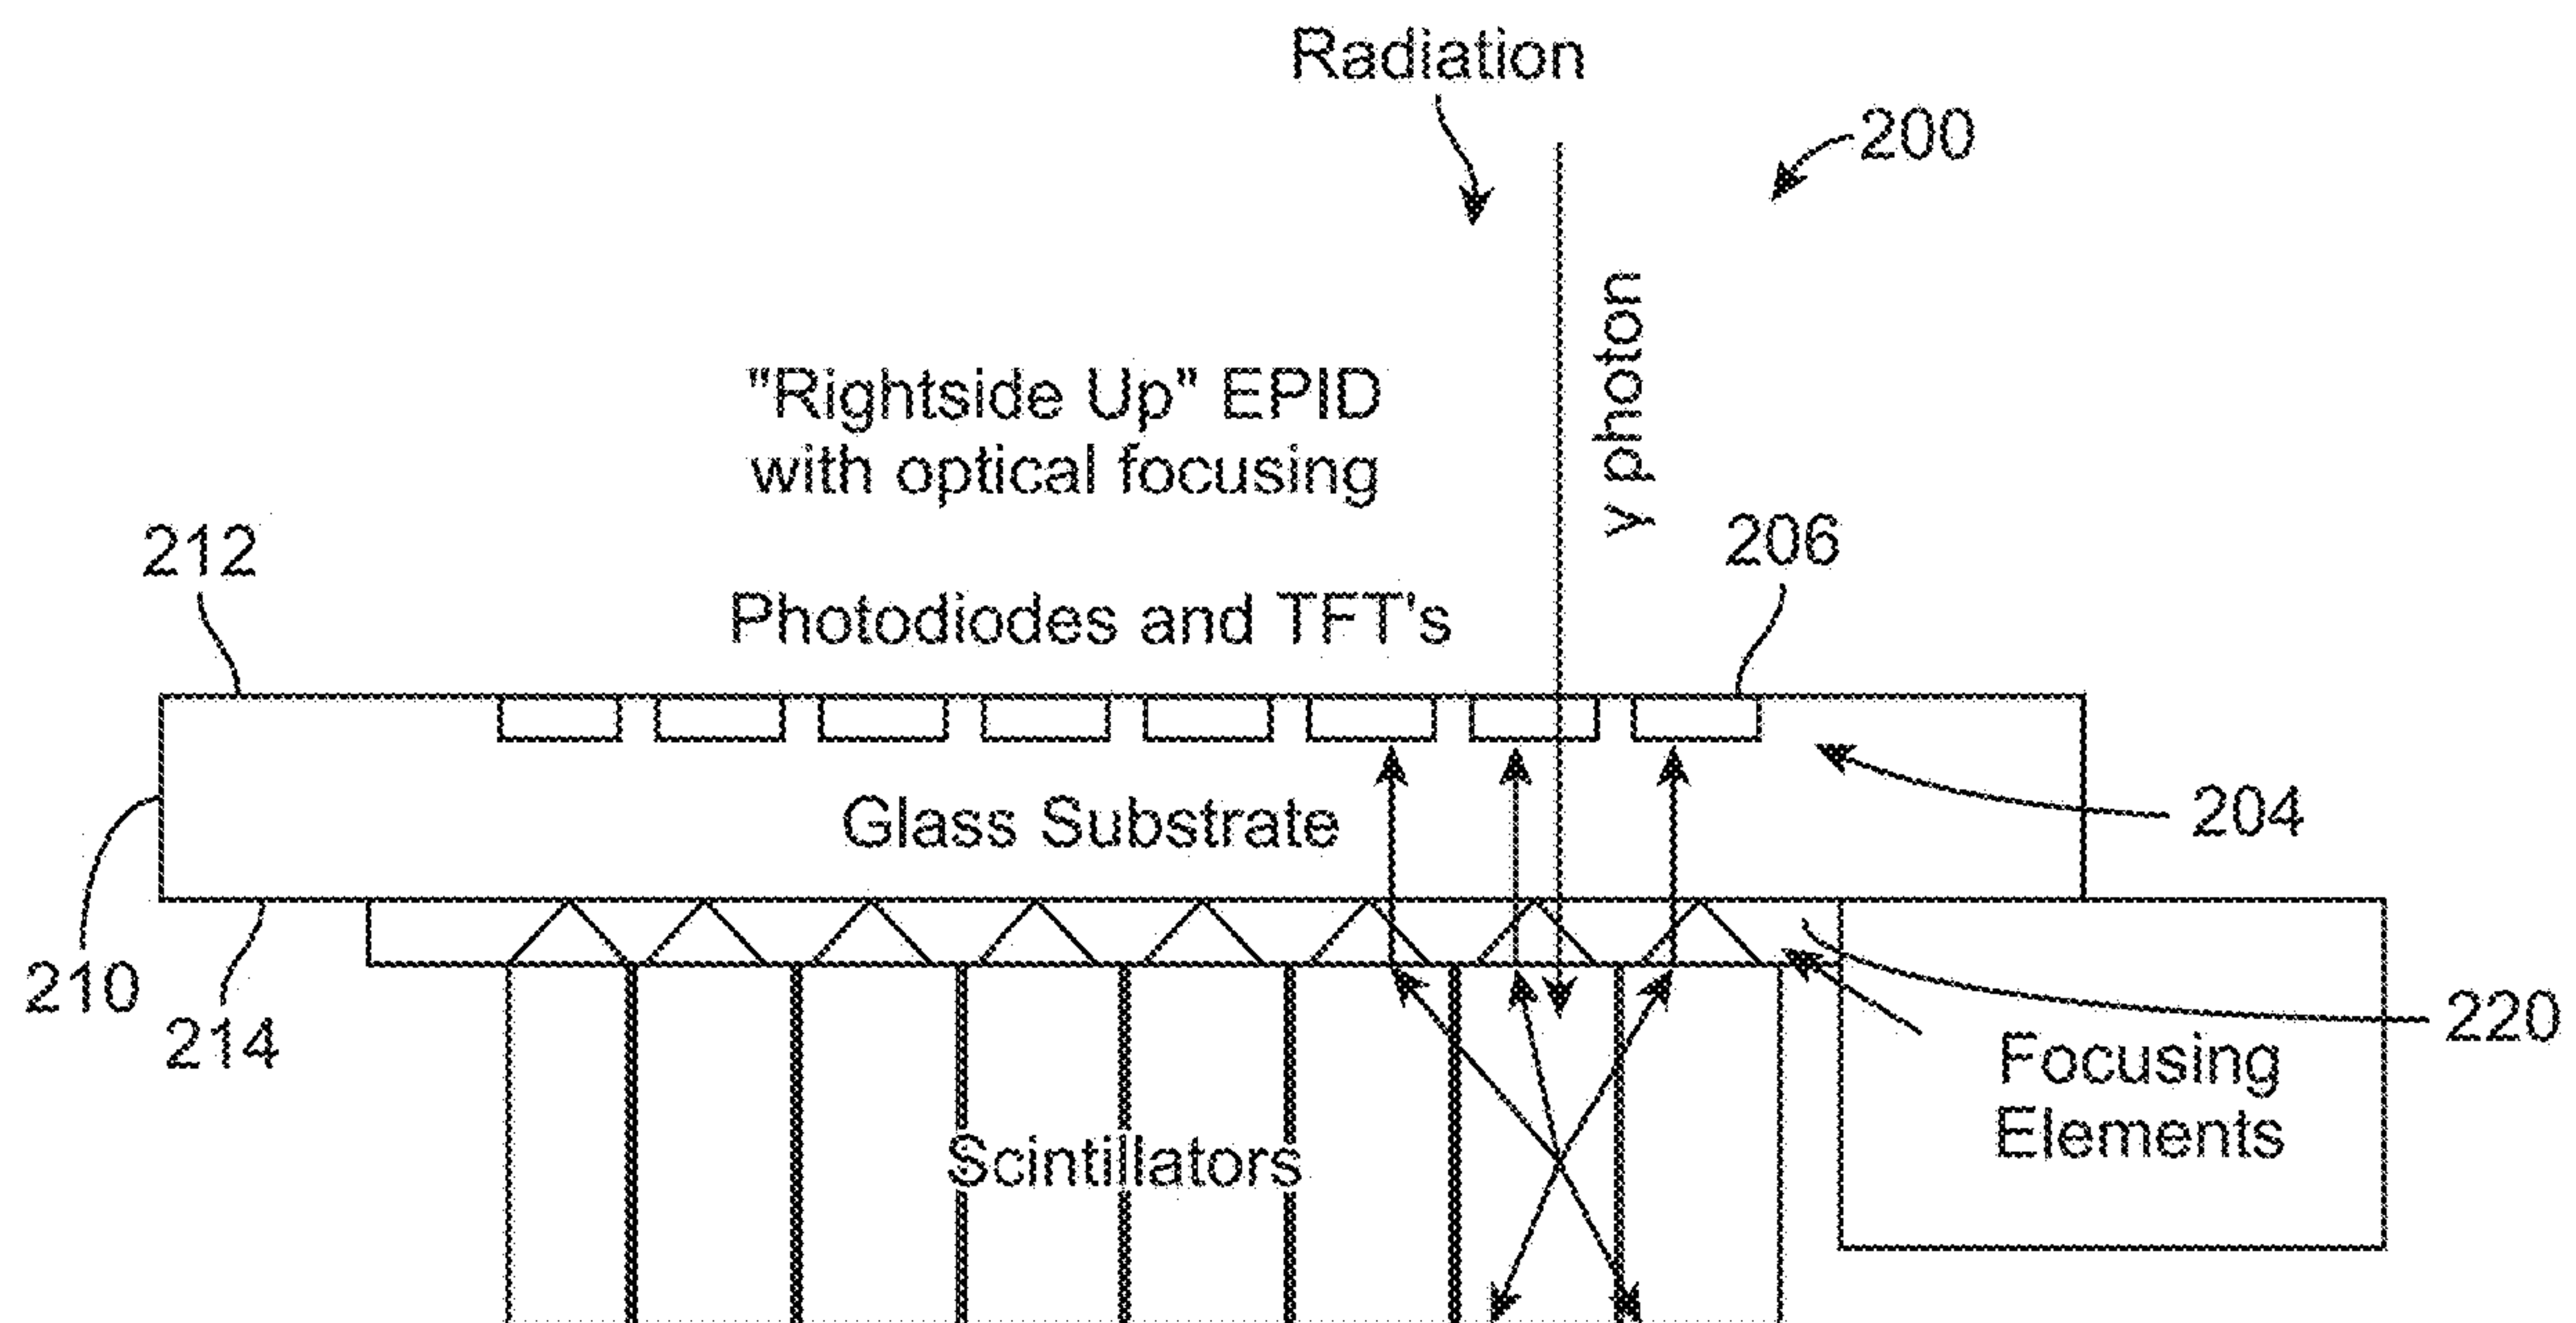 Radiation
200
y photon
"Rightside Up" EPID
with optical focusing
212
206
Photodiodes and TFT's
Glass Substrate
204
210
214
220
Focusing
Elements
Scintillators